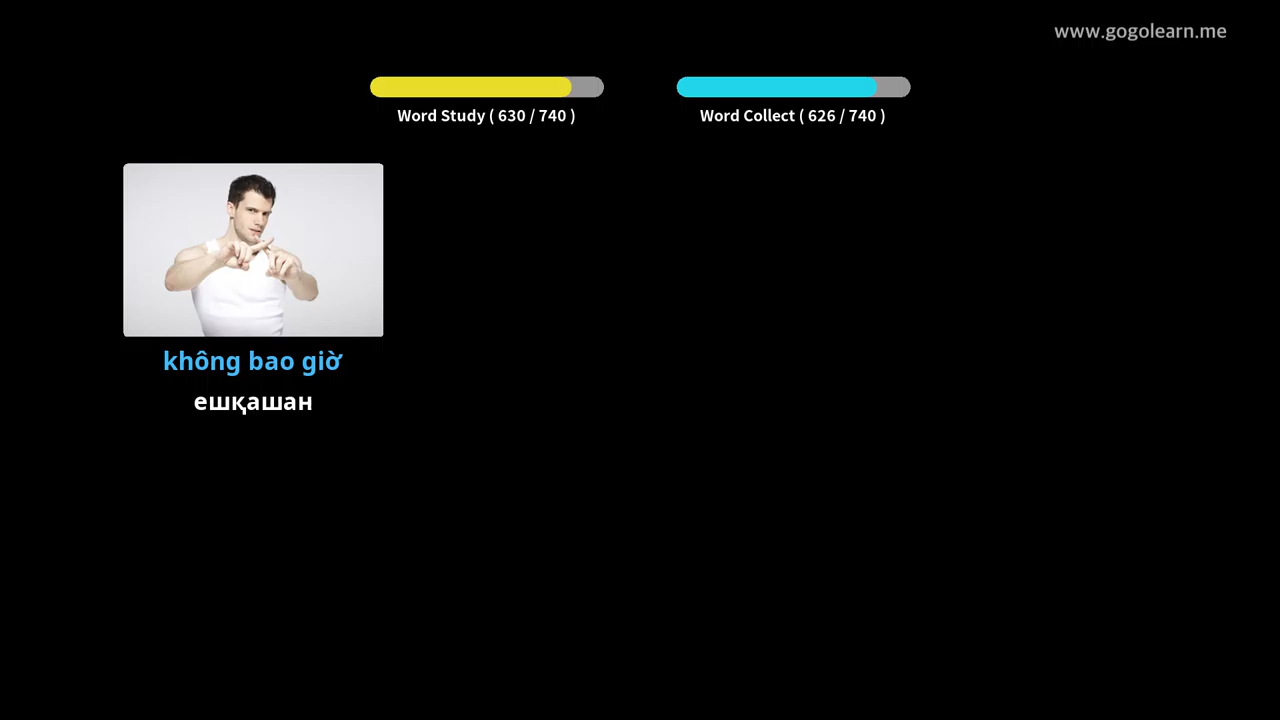 www.gogolearn.me
Word Study ( 630 / 740 )
Word Collect ( 626 / 740 )
không bao giờ
ешқашан